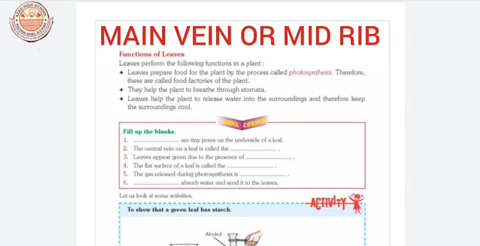 MAIN VEIN OR MID RIB
Functions of Leaves
Leaves perform the following functions in a plant :
Leaves prepare food for the plant by the process called photosynthesis. Therefore,
these are called food factories of the plant.
They help the plant to breathe through stomata.
Leaves help the plant to release water into the surroundings and therefore keep
the surroundings cool.
Fill up the blanks.
1. .................... are tiny pores on the underside of a leaf.
2. The central vein on a leaf is called the .................... .
3. Leaves appear green due to the presence of .................... .
4. The flat surface of a leaf is called the .................... .
5. The gas released during photosynthesis is .................... .
6. .................... absorb water and send it to the leaves.
Let us look at some activities.
ACTIVITY
To show that a green leaf has starch.
Alcohol